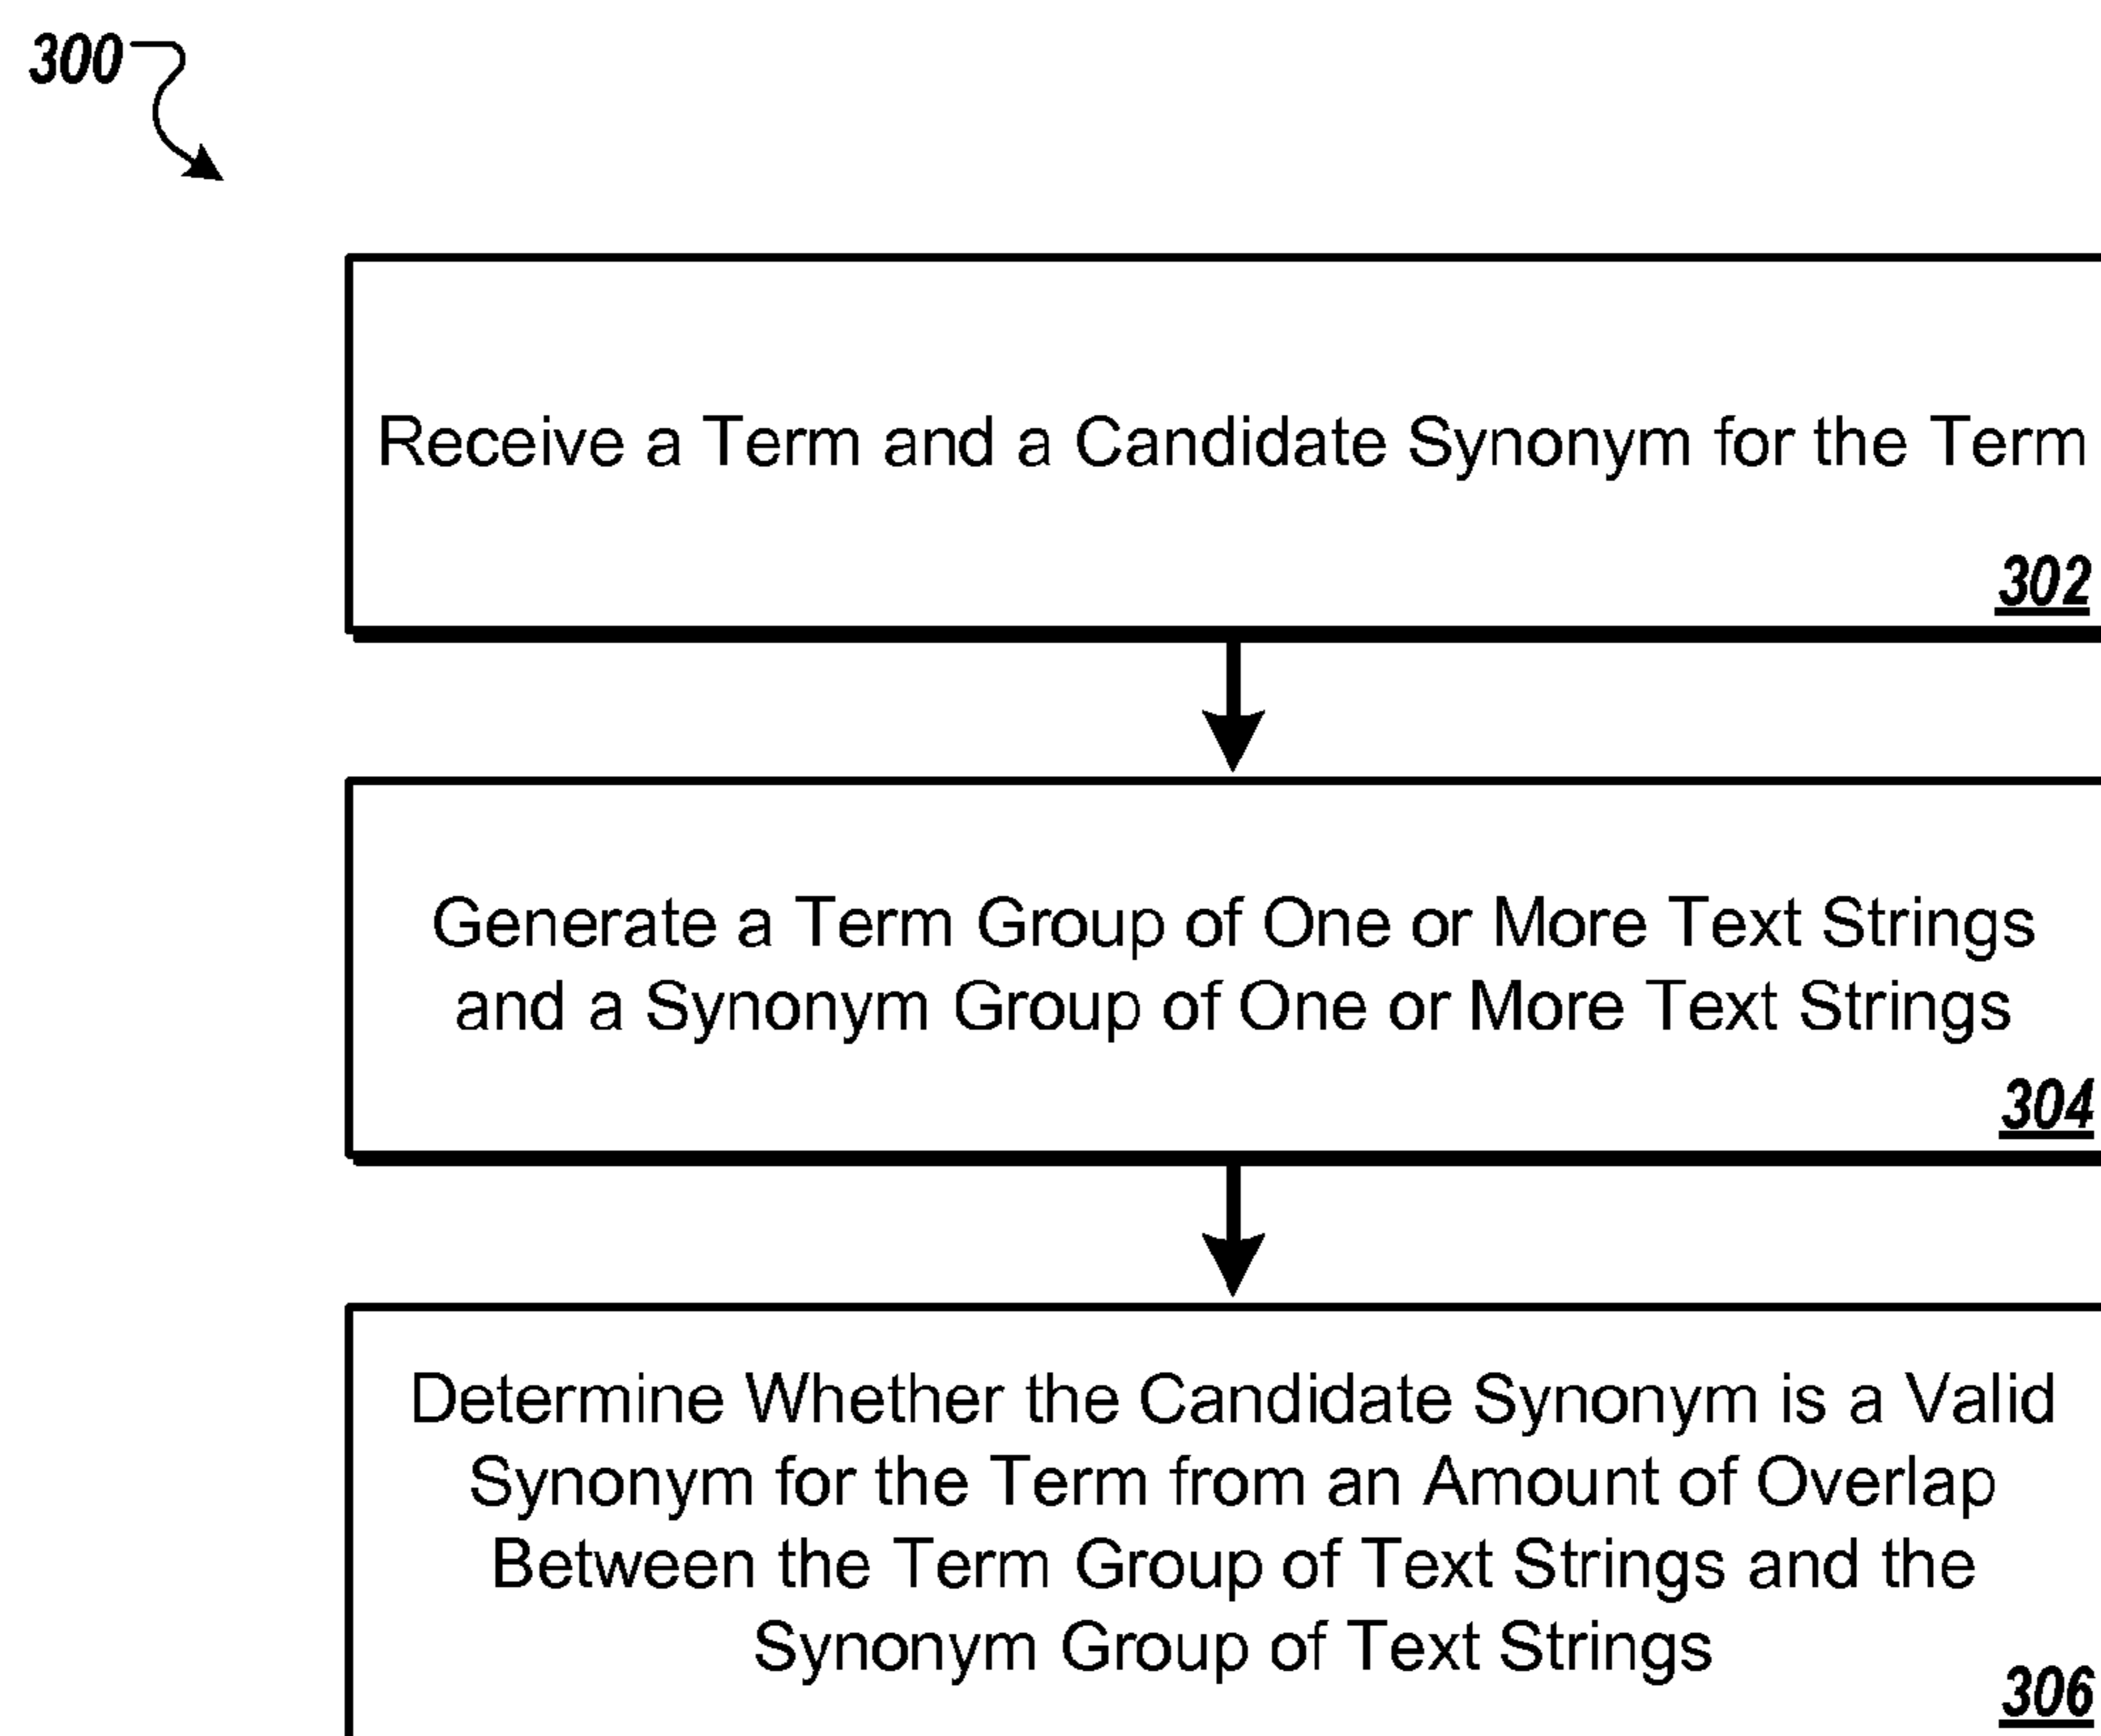 300
Receive a Term and a Candidate Synonym for the Term
302
Generate a Term Group of One or More Text Strings
and a Synonym Group of One or More Text Strings
304
Determine Whether the Candidate Synonym is a Valid
Synonym for the Term from an Amount of Overlap
Between the Term Group of Text Strings and the
Synonym Group of Text Strings
306